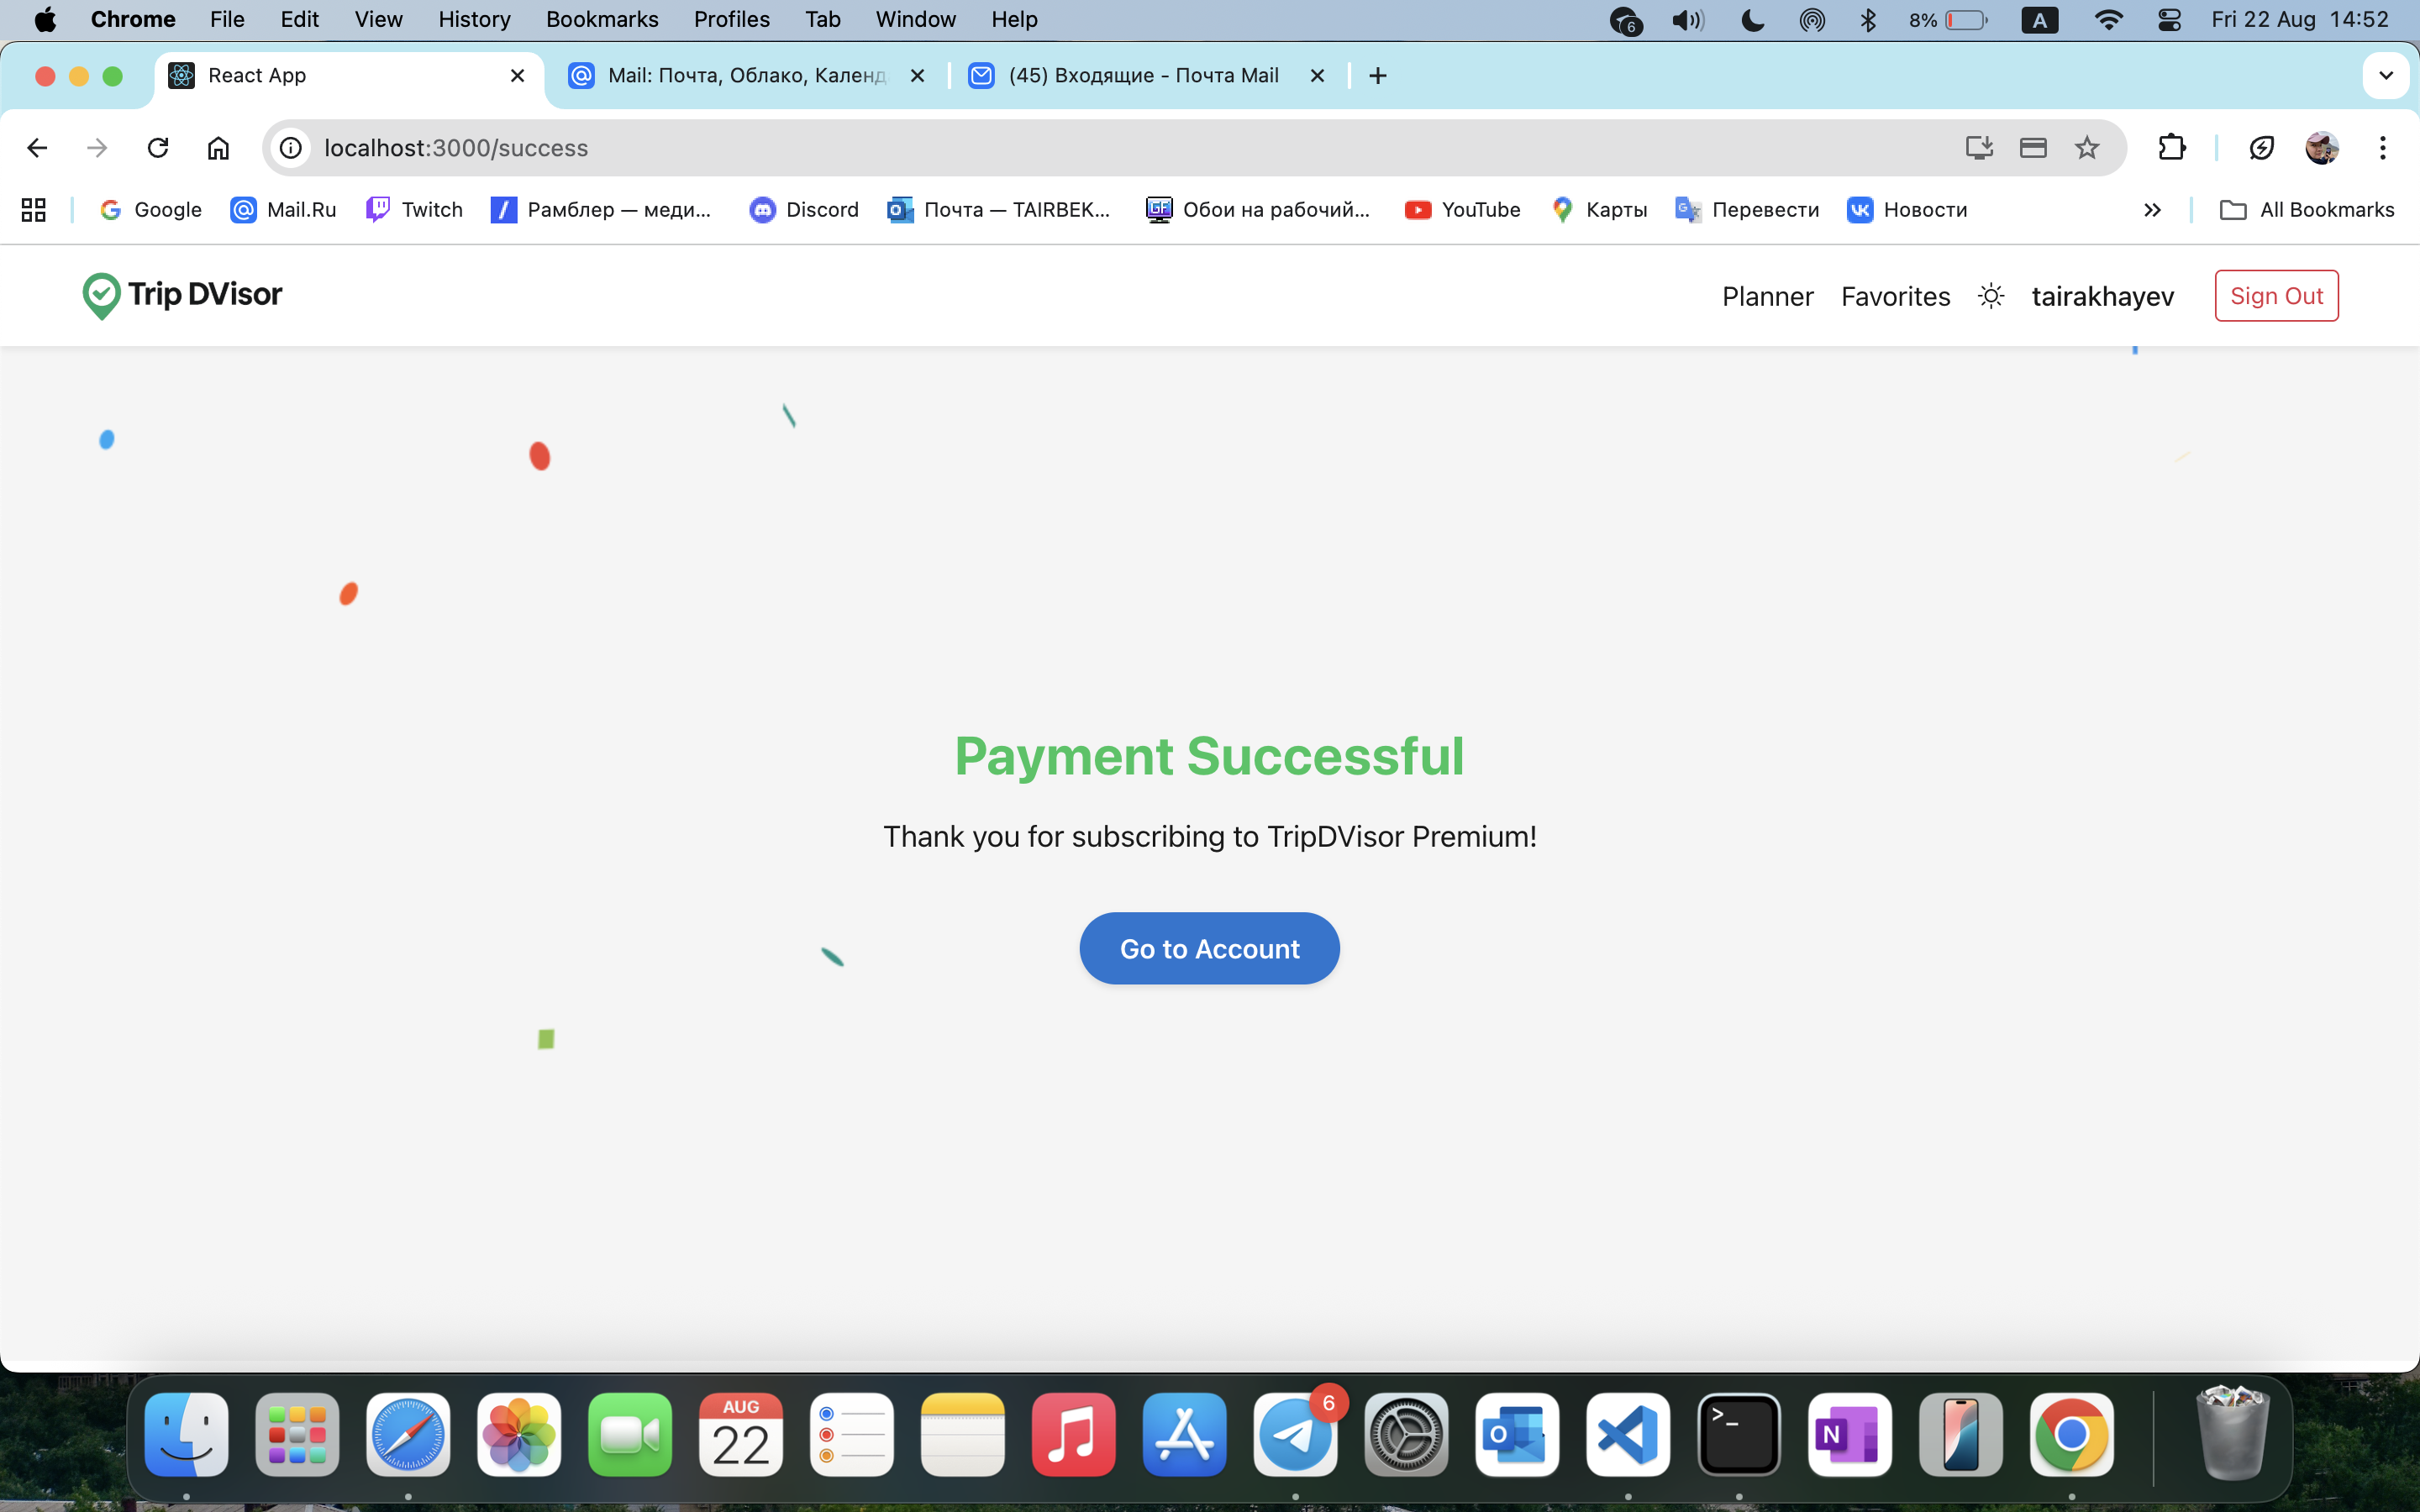 Chrome File Edit View History Bookmarks Profiles Tab Window Help 6 8% A Fri 22 Aug 14:52
React App Mail: Почта, Облако, Календ (45) Входящие - Почта Mail
localhost:3000/success
Google Mail.Ru Twitch Рамблер — меди... Discord Почта — TAIRBEK... GF Обои на рабочий... YouTube Карты Перевести Новости All Bookmarks
Trip DVisor Planner Favorites tairakhayev Sign Out
Payment Successful
Thank you for subscribing to TripDVisor Premium!
Go to Account
AUG 6
22